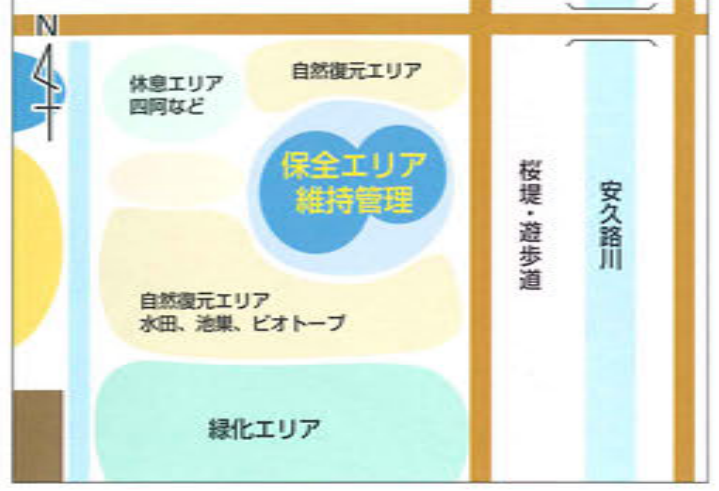 N
休息エリア
四阿など
自然復元エリア
保全エリア
維持管理
桜堤・遊歩道
安久路川
自然復元エリア
水田、池巣、ビオトープ
緑化エリア